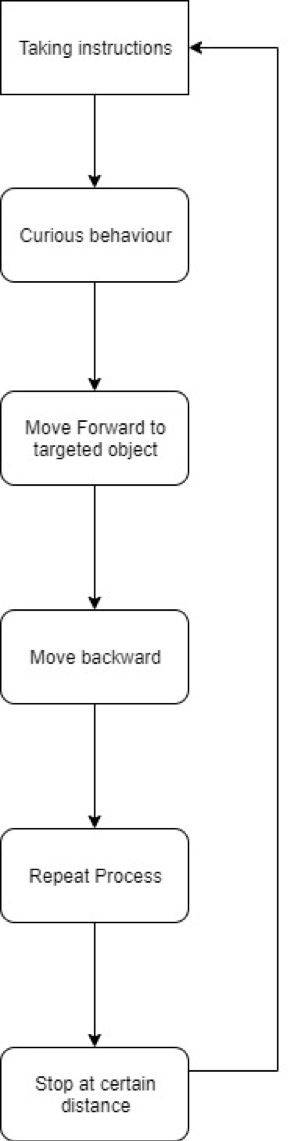 Taking instructions
Curious behaviour
Move Forward to
targeted object
Move backward
Repeat Process
Stop at certain
distance